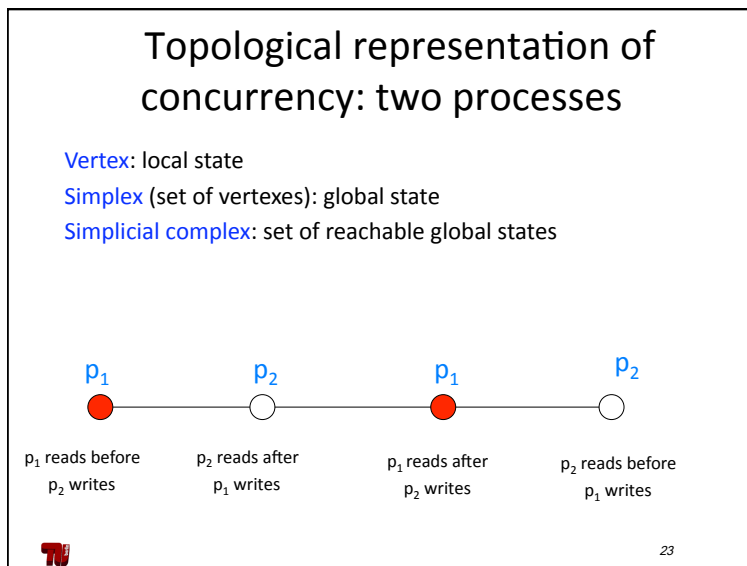 Topological representation of
concurrency: two processes
Vertex: local state
Simplex (set of vertexes): global state
Simplicial complex: set of reachable global states
p₁ p₂ p₁ p₂
p₁ reads before p₂ reads after p₁ reads after p₂ reads before
p₂ writes p₁ writes p₂ writes p₁ writes
23